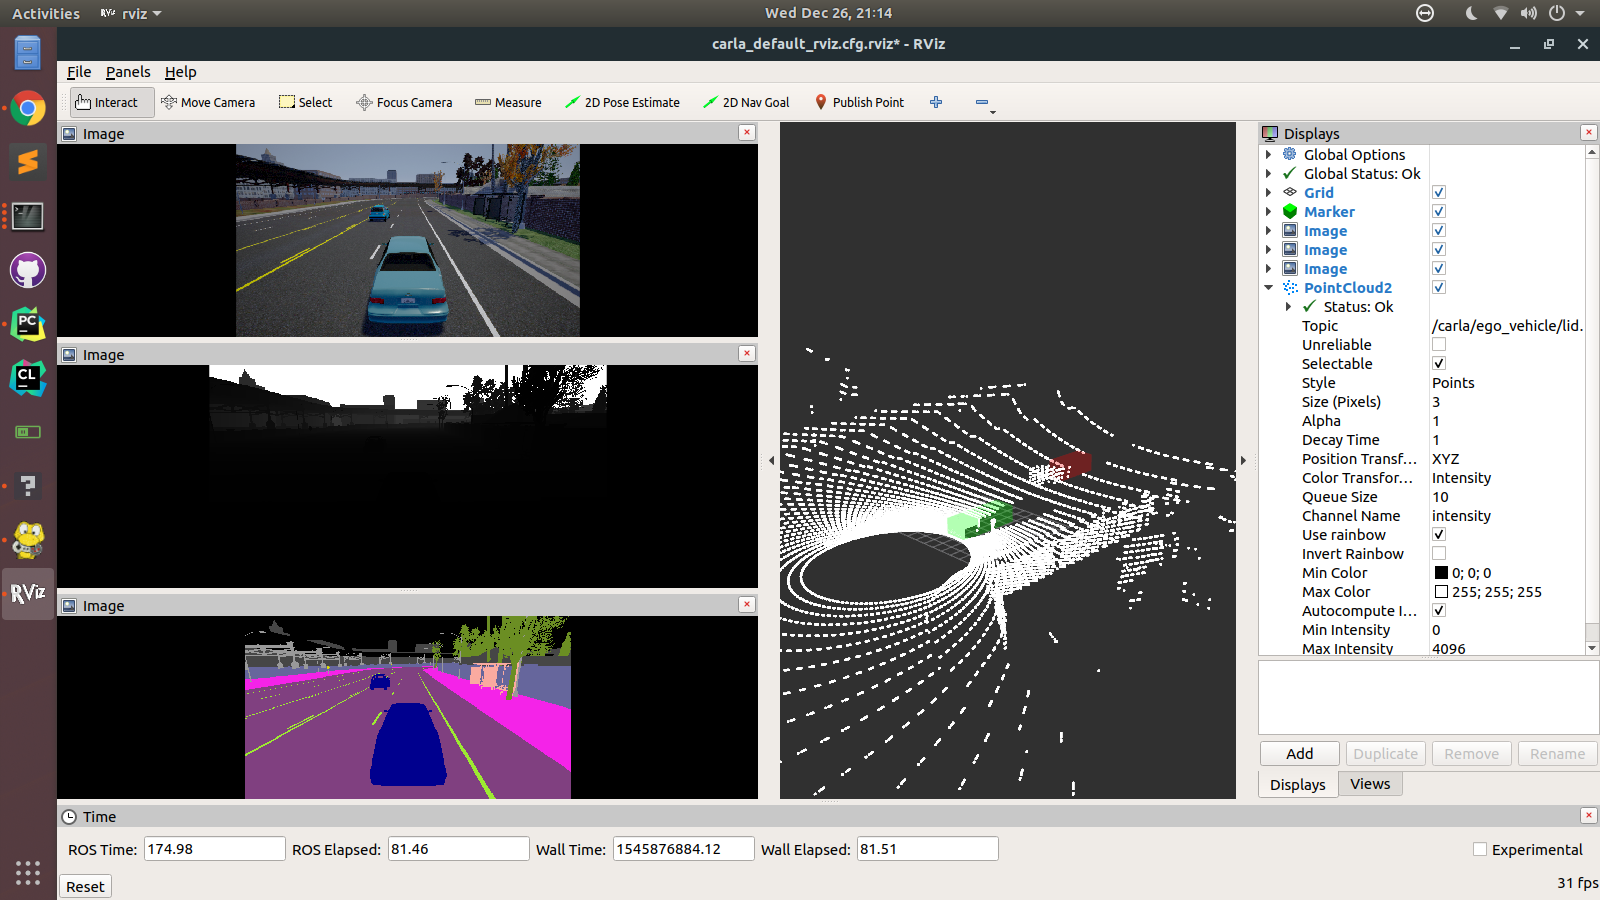 Activities RViz rviz Wed Dec 26, 21:14
carla_default_rviz.cfg.rviz* - RViz
File Panels Help
Interact Move Camera Select Focus Camera Measure 2D Pose Estimate 2D Nav Goal Publish Point
Image
Image
Image
Displays
Global Options
Global Status: Ok
Grid
Marker
Image
Image
Image
PointCloud2
Status: Ok
Topic /carla/ego_vehicle/lid.
Unreliable
Selectable
Style Points
Size (Pixels) 3
Alpha 1
Decay Time 1
Position Transf... XYZ
Color Transfor... Intensity
Queue Size 10
Channel Name intensity
Use rainbow
Invert Rainbow
Min Color 0; 0; 0
Max Color 255; 255; 255
Autocompute I...
Min Intensity 0
Max Intensity 4096
Add Duplicate Remove Rename
Displays Views
PC
CL
?
RViz
Time
ROS Time: 174.98 ROS Elapsed: 81.46 Wall Time: 1545876884.12 Wall Elapsed: 81.51 Experimental
Reset 31 fps